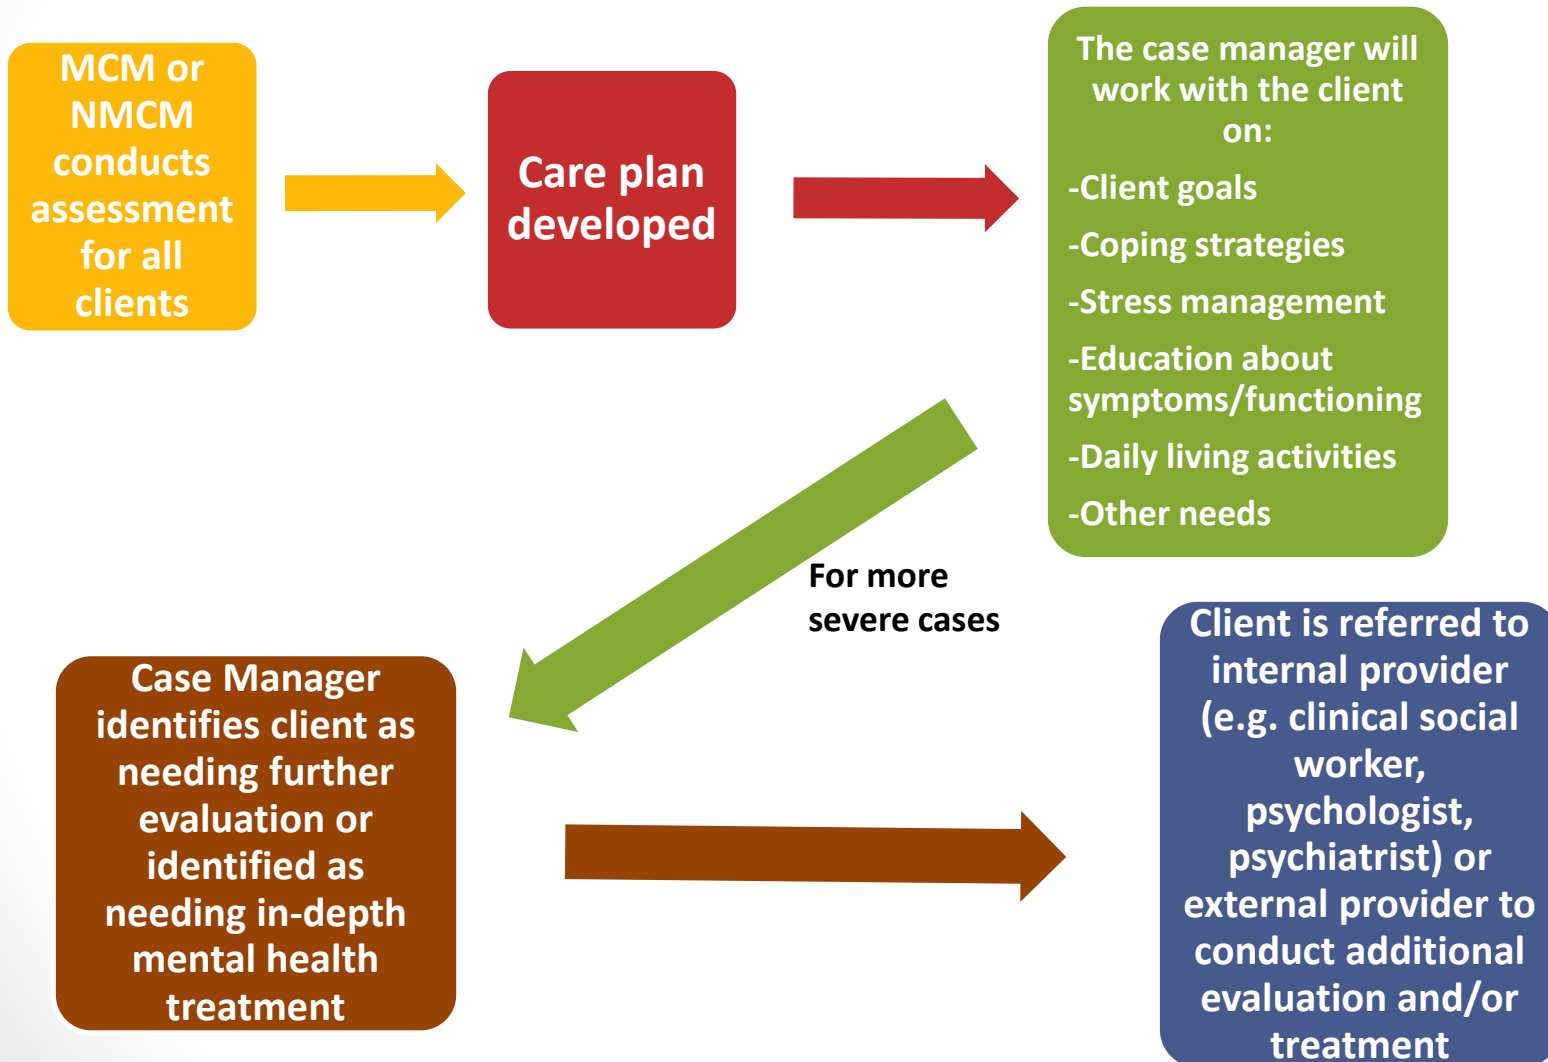 MCM or
NMCM
conducts
assessment
for all
clients
Care plan
developed
The case manager will
work with the client
on:
-Client goals
-Coping strategies
-Stress management
-Education about
symptoms/functioning
-Daily living activities
-Other needs
For more
severe cases
Case Manager
identifies client as
needing further
evaluation or
identified as
needing in-depth
mental health
treatment
Client is referred to
internal provider
(e.g. clinical social
worker,
psychologist,
psychiatrist) or
external provider to
conduct additional
evaluation and/or
treatment